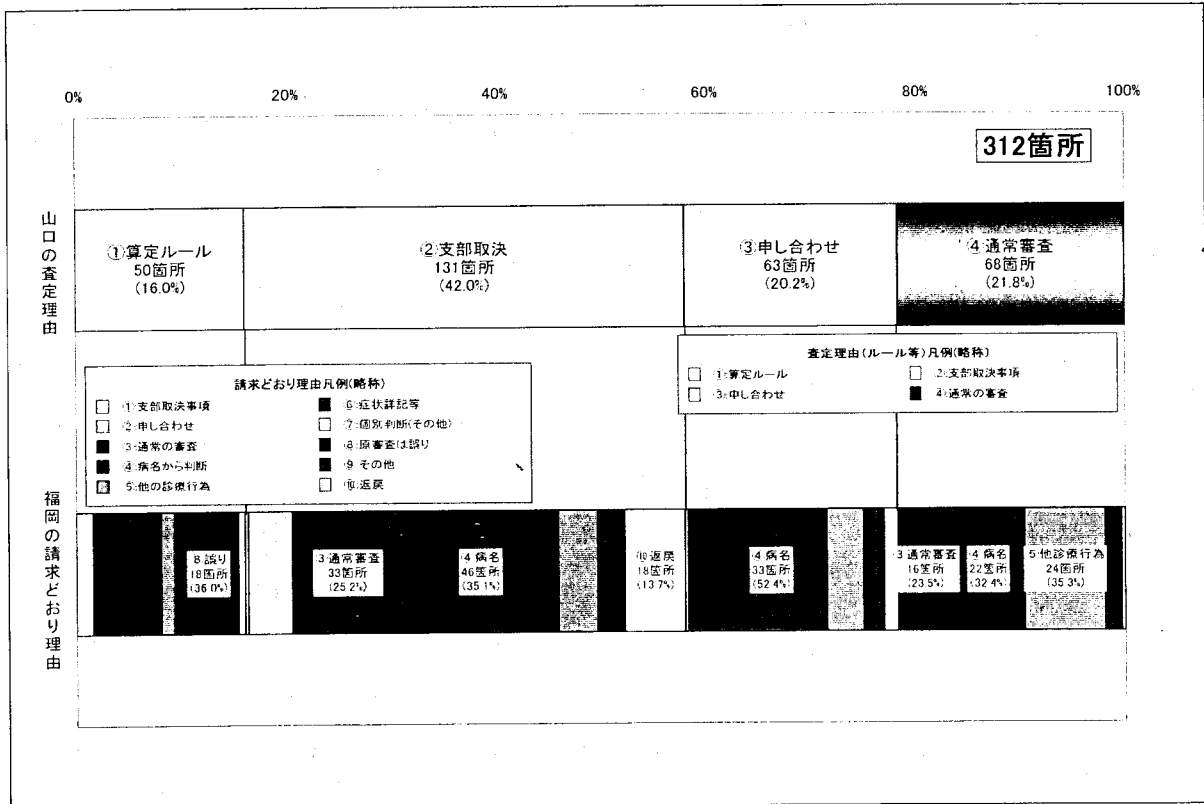 0%
20%
40%
60%
80%
100%
312箇所
山口の査定理由
①算定ルール
50箇所
(16.0%)
②支部取決
131箇所
(42.0%)
③申し合わせ
63箇所
(20.2%)
④通常審査
68箇所
(21.8%)
査定理由(ルール等)凡例(略称)
①算定ルール
②支部取決事項
③申し合わせ
④通常の審査
請求どおり理由凡例(略称)
①支部取決事項
②申し合わせ
③通常の審査
④病名から判断
⑤他の診療行為
⑥症状詳記等
⑦個別判断(その他)
⑧原審査は誤り
⑨その他
⑩返戻
福岡の請求どおり理由
⑧誤り
18箇所
(36.0%)
③通常審査
33箇所
(25.2%)
④病名
46箇所
(35.1%)
⑩返戻
18箇所
(13.7%)
④病名
33箇所
(52.4%)
③通常審査
16箇所
(23.5%)
④病名
22箇所
(32.4%)
⑤他診療行為
24箇所
(35.3%)